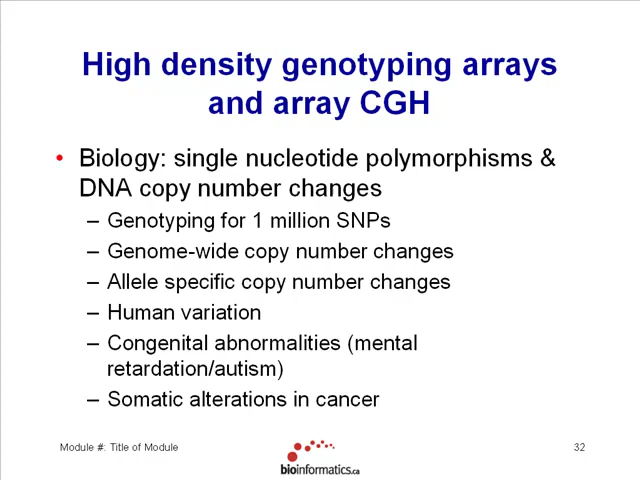 High density genotyping arrays
and array CGH
• Biology: single nucleotide polymorphisms &
DNA copy number changes
– Genotyping for 1 million SNPs
– Genome-wide copy number changes
– Allele specific copy number changes
– Human variation
– Congenital abnormalities (mental
retardation/autism)
– Somatic alterations in cancer
Module #: Title of Module
bioinformatics.ca
32